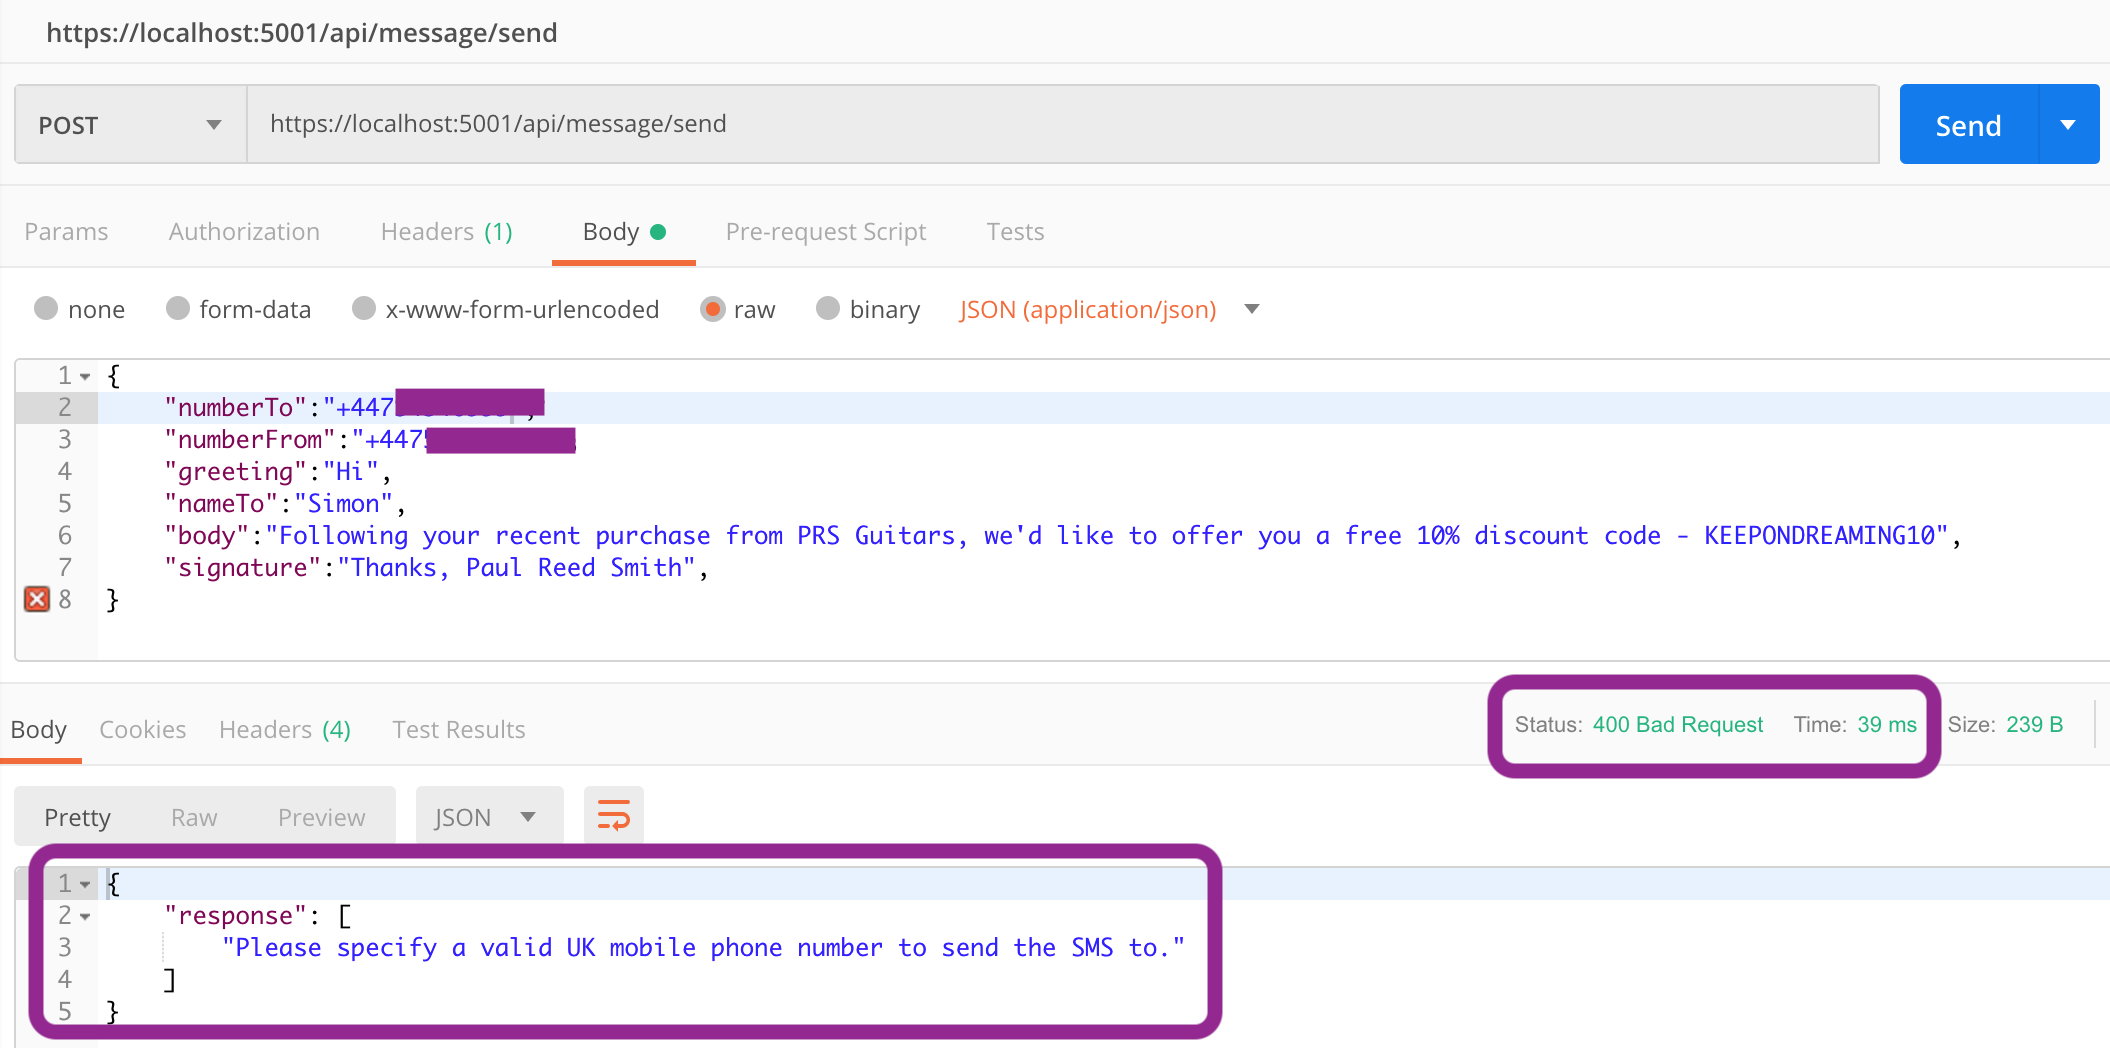 https://localhost:5001/api/message/send
POST https://localhost:5001/api/message/send Send
Params Authorization Headers (1) Body Pre-request Script Tests
none form-data x-www-form-urlencoded raw binary JSON (application/json)
1 {
2 "numberTo":"+447
3 "numberFrom":"+447
4 "greeting":"Hi",
5 "nameTo":"Simon",
6 "body":"Following your recent purchase from PRS Guitars, we'd like to offer you a free 10% discount code - KEEPONDREAMING10",
7 "signature":"Thanks, Paul Reed Smith",
8 }
Body Cookies Headers (4) Test Results Status: 400 Bad Request Time: 39 ms Size: 239 B
Pretty Raw Preview JSON
1 {
2 "response": [
3 "Please specify a valid UK mobile phone number to send the SMS to."
4 ]
5 }